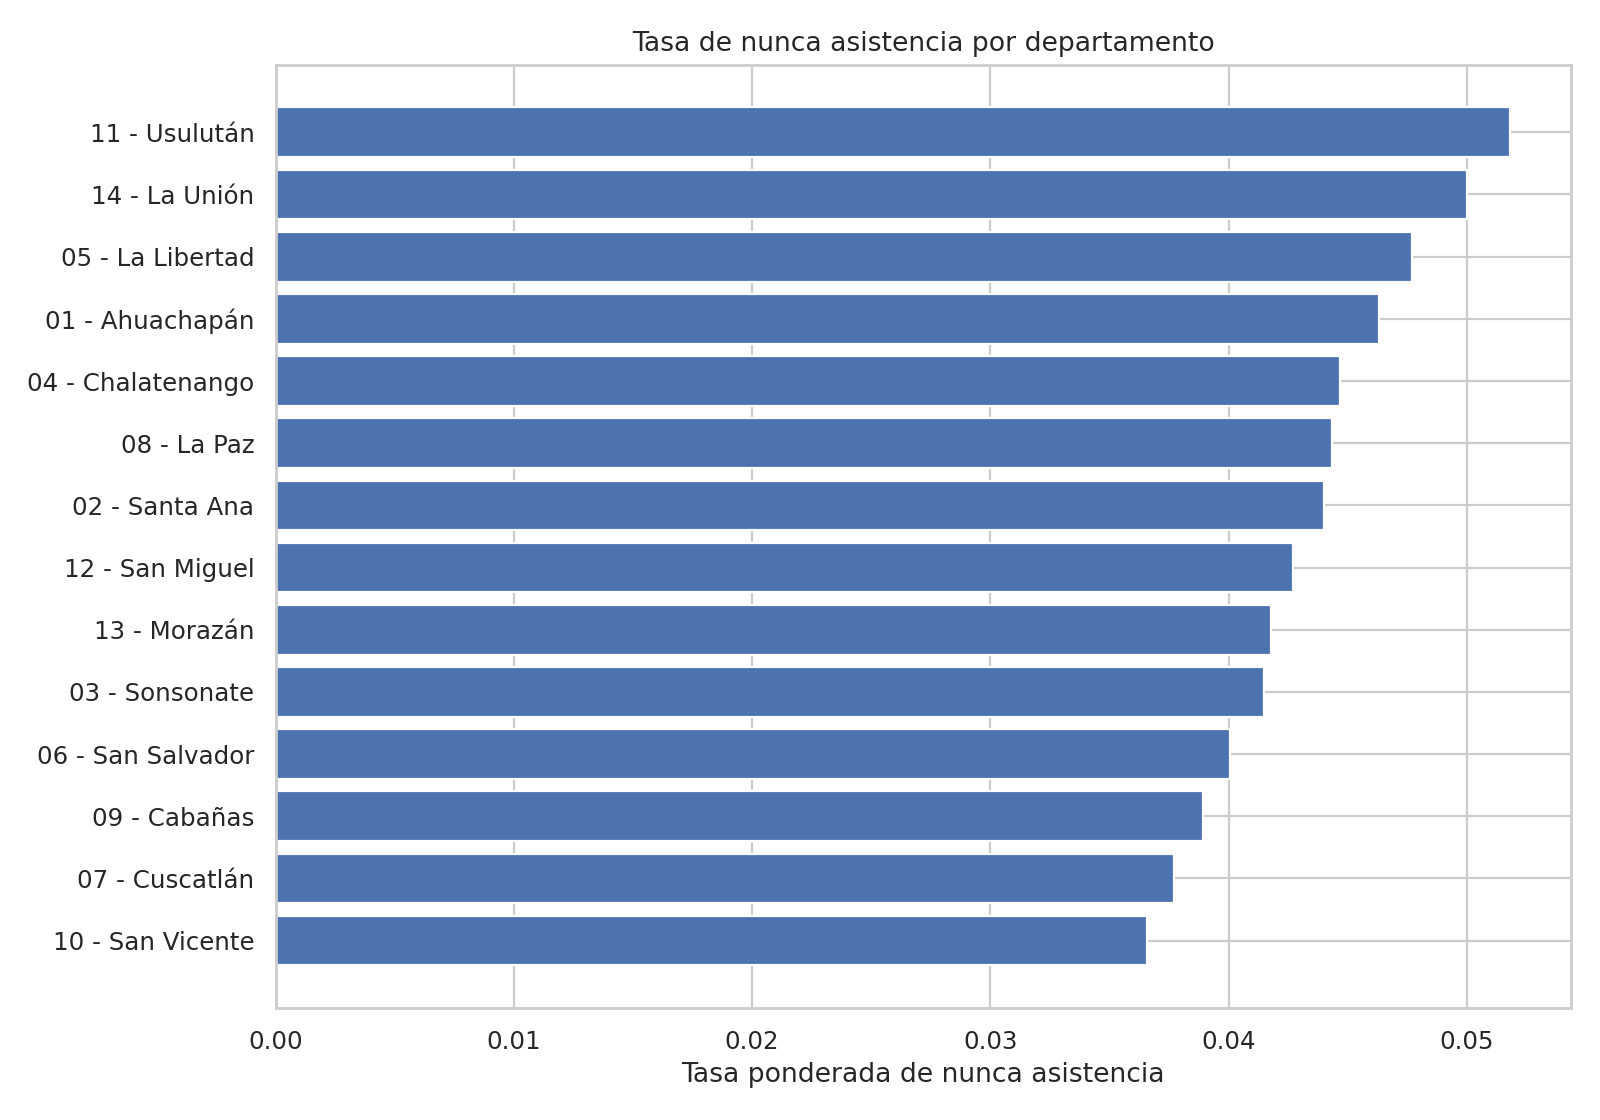 Tasa de nunca asistencia por departamento
11 - Usulután
14 - La Unión
05 - La Libertad
01 - Ahuachapán
04 - Chalatenango
08 - La Paz
02 - Santa Ana
12 - San Miguel
13 - Morazán
03 - Sonsonate
06 - San Salvador
09 - Cabañas
07 - Cuscatlán
10 - San Vicente
0.00 0.01 0.02 0.03 0.04 0.05
Tasa ponderada de nunca asistencia